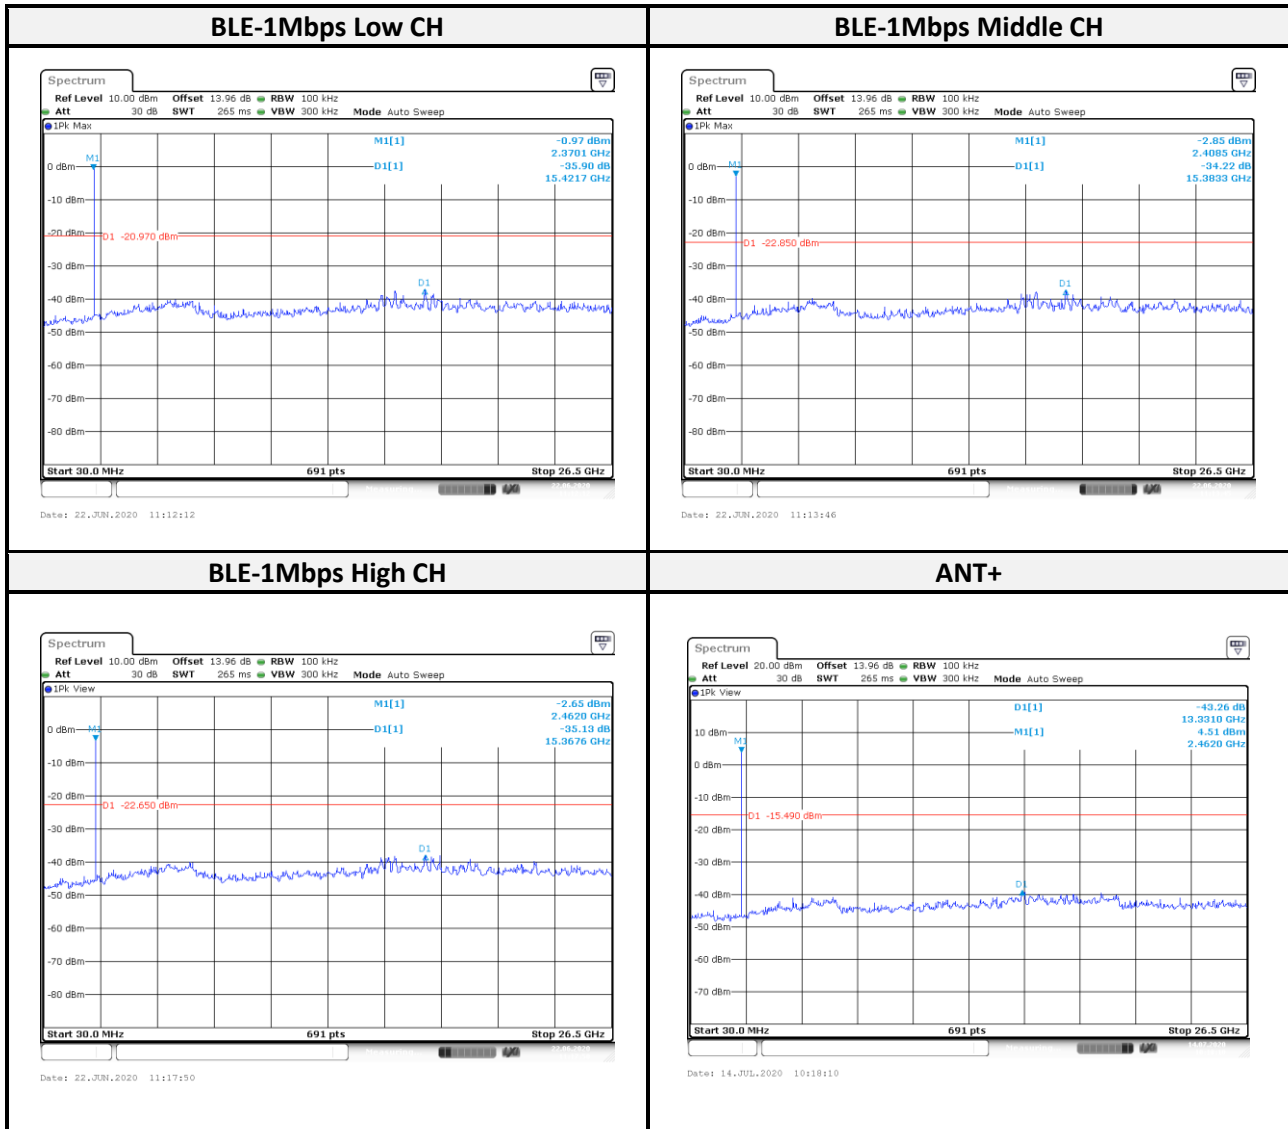 BLE-1Mbps Low CH
BLE-1Mbps Middle CH
Spectrum
Ref Level 10.00 dBm Offset 13.96 dB RBW 100 kHz
Att 30 dB SWT 265 ms VBW 300 kHz Mode Auto Sweep
1Pk Max
M1[1] -0.97 dBm
2.3701 GHz
D1[1] -35.90 dB
15.4217 GHz
M1
0 dBm
-10 dBm
-20 dBm
D1 -20.970 dBm
-30 dBm
D1
-40 dBm
-50 dBm
-60 dBm
-70 dBm
-80 dBm
Start 30.0 MHz 691 pts Stop 26.5 GHz
Date: 22.JUN.2020 11:12:12
Spectrum
Ref Level 10.00 dBm Offset 13.96 dB RBW 100 kHz
Att 30 dB SWT 265 ms VBW 300 kHz Mode Auto Sweep
1Pk Max
M1[1] -2.85 dBm
2.4085 GHz
D1[1] -34.22 dB
15.3833 GHz
0 dBm M1
-10 dBm
-20 dBm
D1 -22.850 dBm
-30 dBm
D1
-40 dBm
-50 dBm
-60 dBm
-70 dBm
-80 dBm
Start 30.0 MHz 691 pts Stop 26.5 GHz
Date: 22.JUN.2020 11:13:46
BLE-1Mbps High CH
ANT+
Spectrum
Ref Level 10.00 dBm Offset 13.96 dB RBW 100 kHz
Att 30 dB SWT 265 ms VBW 300 kHz Mode Auto Sweep
1Pk View
M1[1] -2.65 dBm
2.4620 GHz
D1[1] -35.13 dB
15.3676 GHz
0 dBm M1
-10 dBm
-20 dBm
D1 -22.650 dBm
-30 dBm
D1
-40 dBm
-50 dBm
-60 dBm
-70 dBm
-80 dBm
Start 30.0 MHz 691 pts Stop 26.5 GHz
Date: 22.JUN.2020 11:17:50
Spectrum
Ref Level 20.00 dBm Offset 13.96 dB RBW 100 kHz
Att 30 dB SWT 265 ms VBW 300 kHz Mode Auto Sweep
1Pk View
D1[1] -43.26 dB
13.3310 GHz
M1[1] 4.51 dBm
2.4620 GHz
10 dBm
M1
0 dBm
-10 dBm
D1 -15.490 dBm
-20 dBm
-30 dBm
D1
-40 dBm
-50 dBm
-60 dBm
-70 dBm
Start 30.0 MHz 691 pts Stop 26.5 GHz
Date: 14.JUL.2020 10:18:10